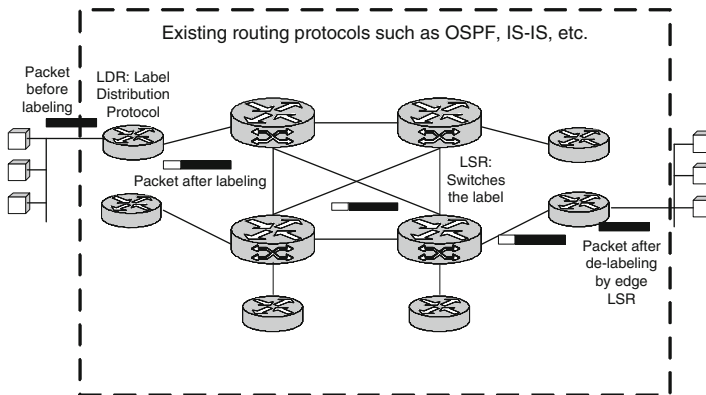 Existing routing protocols such as OSPF, IS-IS, etc.
Packet
before
labeling
LDR: Label
Distribution
Protocol
Packet after labeling
LSR:
Switches
the label
Packet after
de-labeling
by edge
LSR